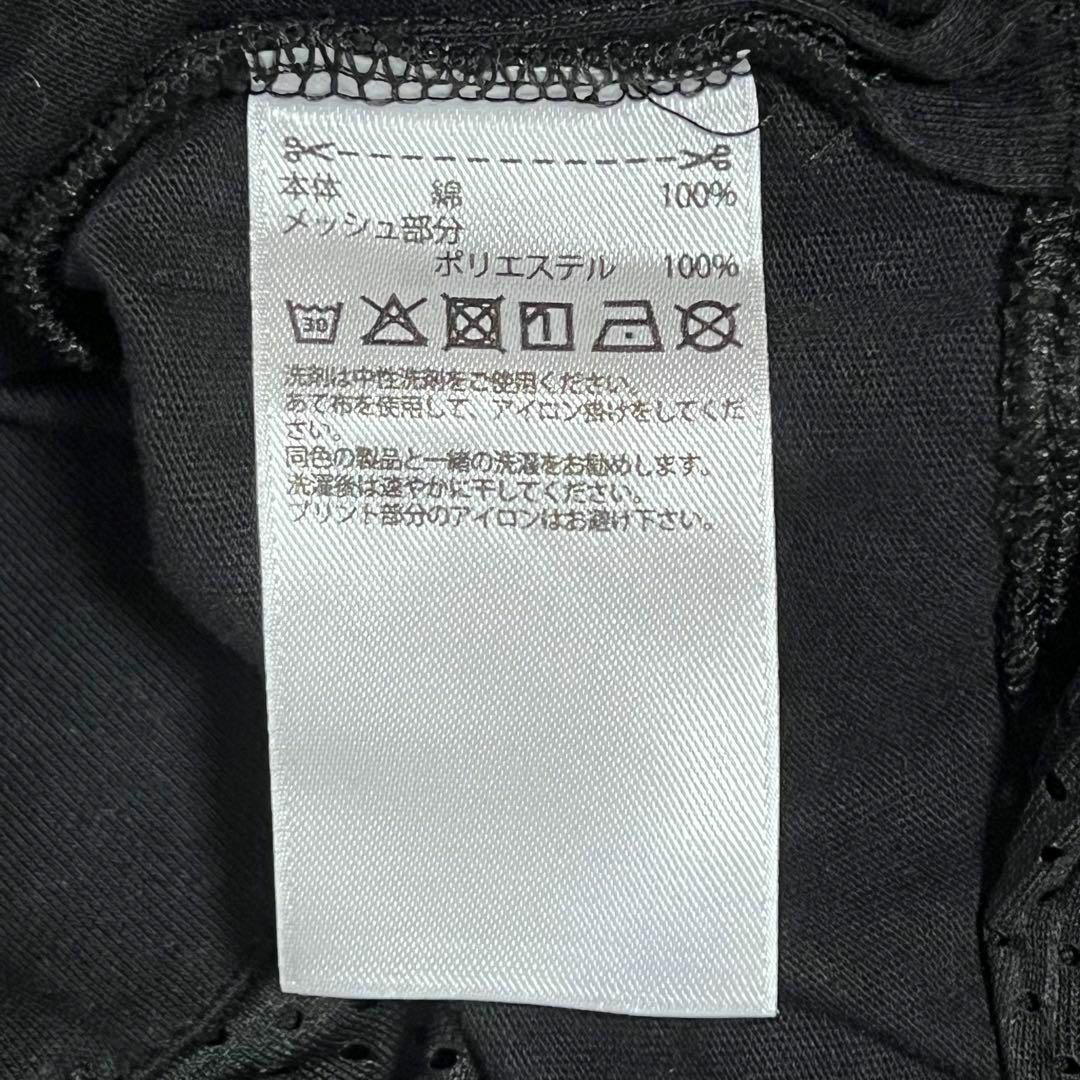 本体 綿 100%
メッシュ部分
ポリエステル 100%
30
洗剤は中性洗剤をご使用ください。
あて布を使用して、アイロン掛けをしてくだ
さい。
同色の製品と一緒の洗濯をお勧めします。
洗濯後は速やかに干してください。
プリント部分のアイロンはお避け下さい。